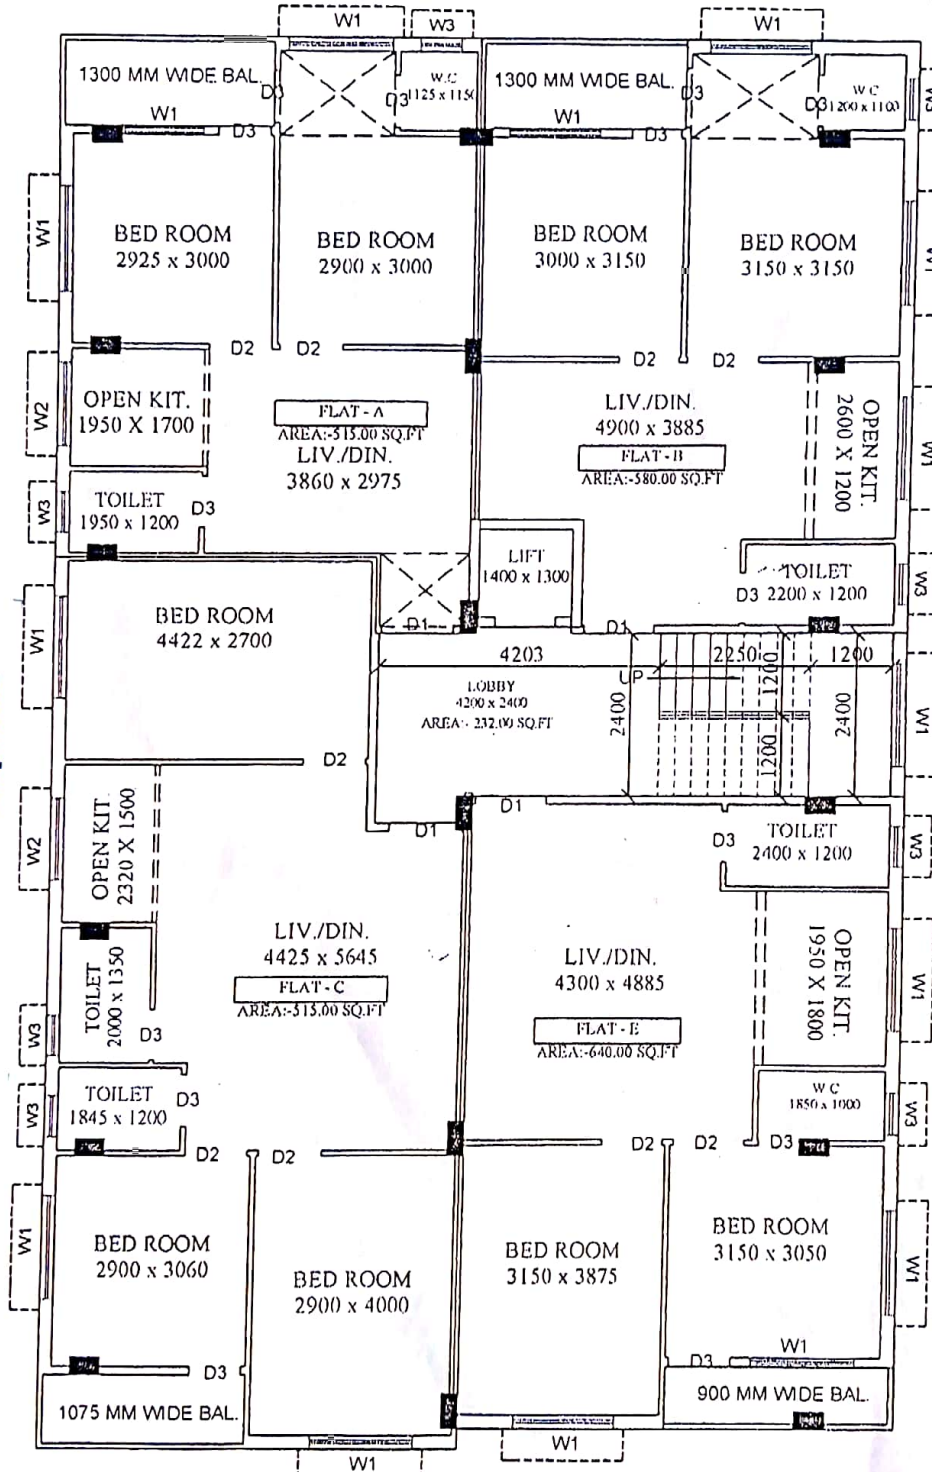 W1
W3
W1
1300 MM WIDE BAL.
D3
W1
D3
D3
W.C
1125 x 1150
1300 MM WIDE BAL.
D3
W1
D3
D3
W C
1200 x 1100
W3
W1
BED ROOM
2925 x 3000
BED ROOM
2900 x 3000
BED ROOM
3000 x 3150
BED ROOM
3150 x 3150
W1
D2
D2
D2
D2
W2
OPEN KIT.
1950 X 1700
FLAT - A
AREA:-515.00 SQ.FT
LIV./DIN.
3860 x 2975
LIV./DIN.
4900 x 3885
FLAT - B
AREA:-580.00 SQ.FT
OPEN KIT.
2600 X 1200
W1
W3
TOILET
1950 x 1200
D3
LIFT
1400 x 1300
TOILET
D3 2200 x 1200
W3
W1
BED ROOM
4422 x 2700
D1
D1
4203
2250
1200
UP
LOBBY
4200 x 2400
AREA:- 232.00 SQ.FT
2400
1200
1200
2400
W1
D2
D1
D1
W2
OPEN KIT.
2320 X 1500
D3
TOILET
2400 x 1200
W3
LIV./DIN.
4425 x 5645
FLAT - C
AREA:-515.00 SQ.FT
LIV./DIN.
4300 x 4885
FLAT - E
AREA:-640.00 SQ.FT
OPEN KIT.
1950 X 1800
W1
W3
TOILET
2000 x 1350
D3
W3
TOILET
1845 x 1200
D3
W C
1850 x 1000
W3
D2
D2
D2
D2
D3
W1
BED ROOM
2900 x 3060
BED ROOM
2900 x 4000
BED ROOM
3150 x 3875
BED ROOM
3150 x 3050
W1
D3
D3
W1
1075 MM WIDE BAL.
900 MM WIDE BAL.
W1
W1